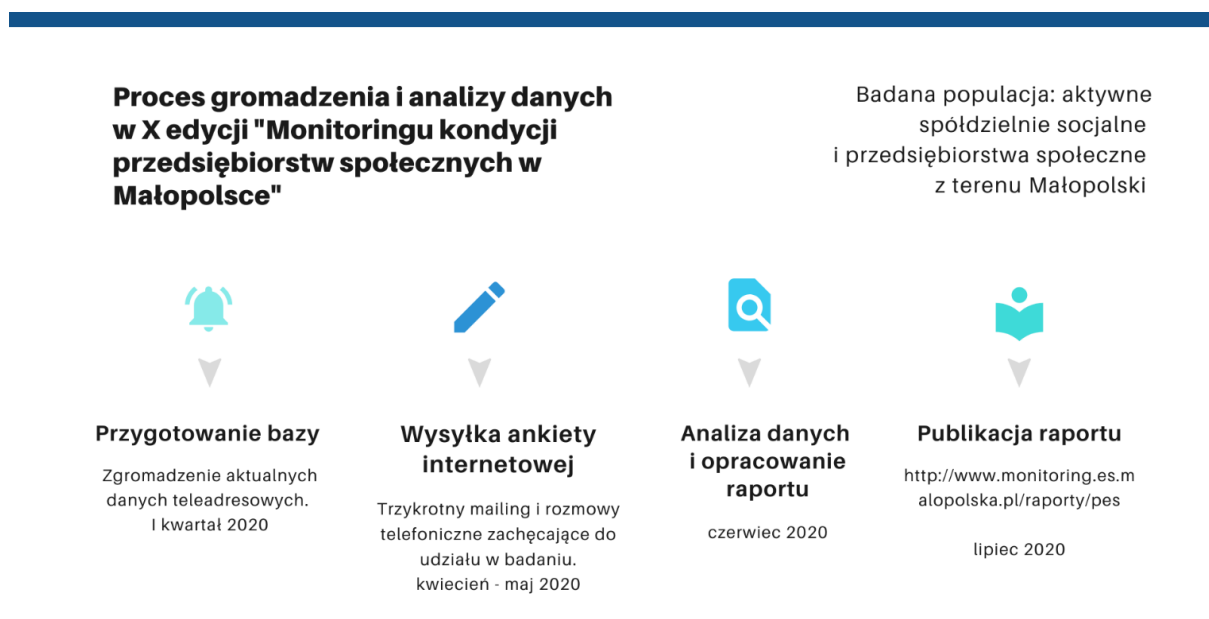 Proces gromadzenia i analizy danych
w X edycji "Monitoringu kondycji
przedsiębiorstw społecznych w
Małopolsce"
Badana populacja: aktywne
spółdzielnie socjalne
i przedsiębiorstwa społeczne
z terenu Małopolski
Przygotowanie bazy
Zgromadzenie aktualnych
danych teleadresowych.
I kwartał 2020
Wysyłka ankiety
internetowej
Trzykrotny mailing i rozmowy
telefoniczne zachęcające do
udziału w badaniu.
kwiecień - maj 2020
Analiza danych
i opracowanie
raportu
czerwiec 2020
Publikacja raportu
http://www.monitoring.es.m
alopolska.pl/raporty/pes
lipiec 2020